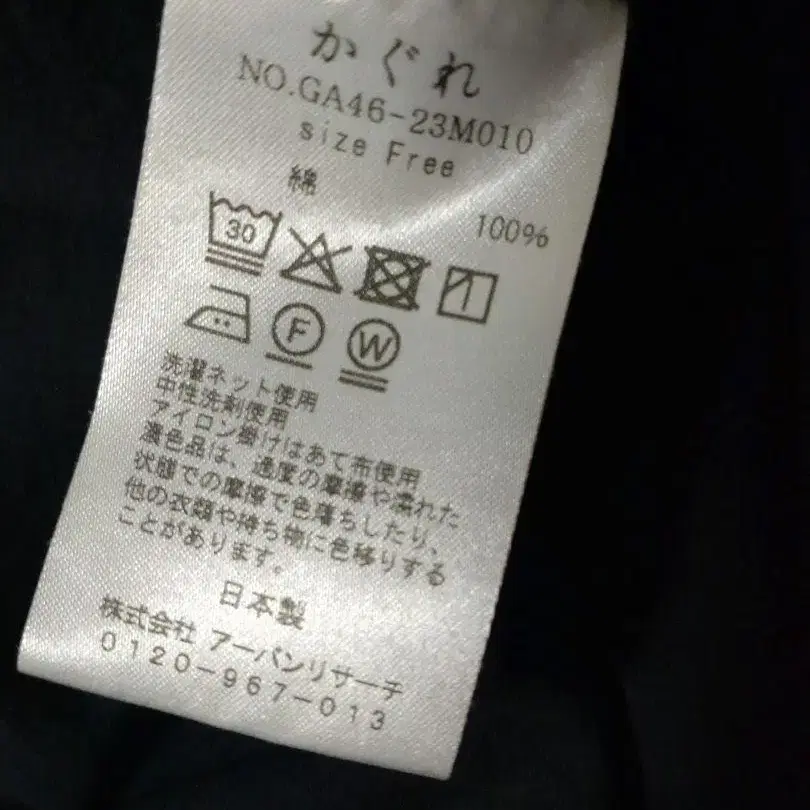 かぐれ
NO.GA46-23M010
size Free
綿 100%
30
F W
洗濯ネット使用
中性洗剤使用
アイロン掛けはあて布使用
濃色品は、過度の摩擦や濡れた
状態での摩擦で色落ちしたり、
他の衣類や持ち物に色移りする
ことがあります。
日本製
株式会社 アーバンリサーチ
0120-967-013